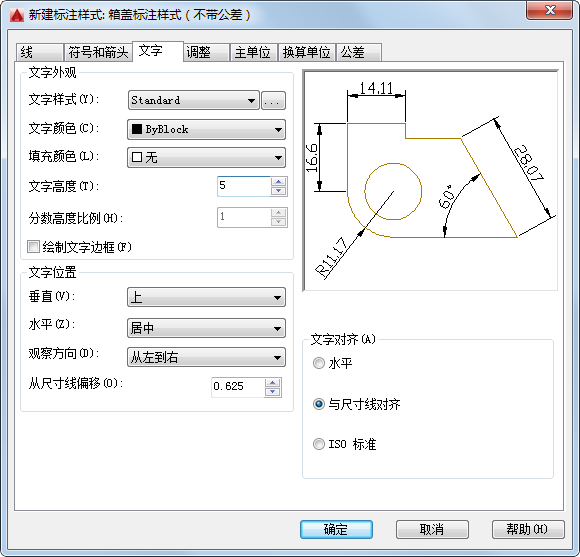 新建标注样式: 箱盖标注样式（不带公差）
线 符号和箭头 文字 调整 主单位 换算单位 公差
文字外观
文字样式(Y): Standard ...
文字颜色(C): ByBlock
填充颜色(L): 无
文字高度(T): 5
分数高度比例(H): 1
绘制文字边框(F)
文字位置
垂直(V): 上
水平(Z): 居中
观察方向(D): 从左到右
从尺寸线偏移(O): 0.625
14.11
16.6
28.07
60°
R11.17
文字对齐(A)
水平
与尺寸线对齐
ISO 标准
确定 取消 帮助(H)